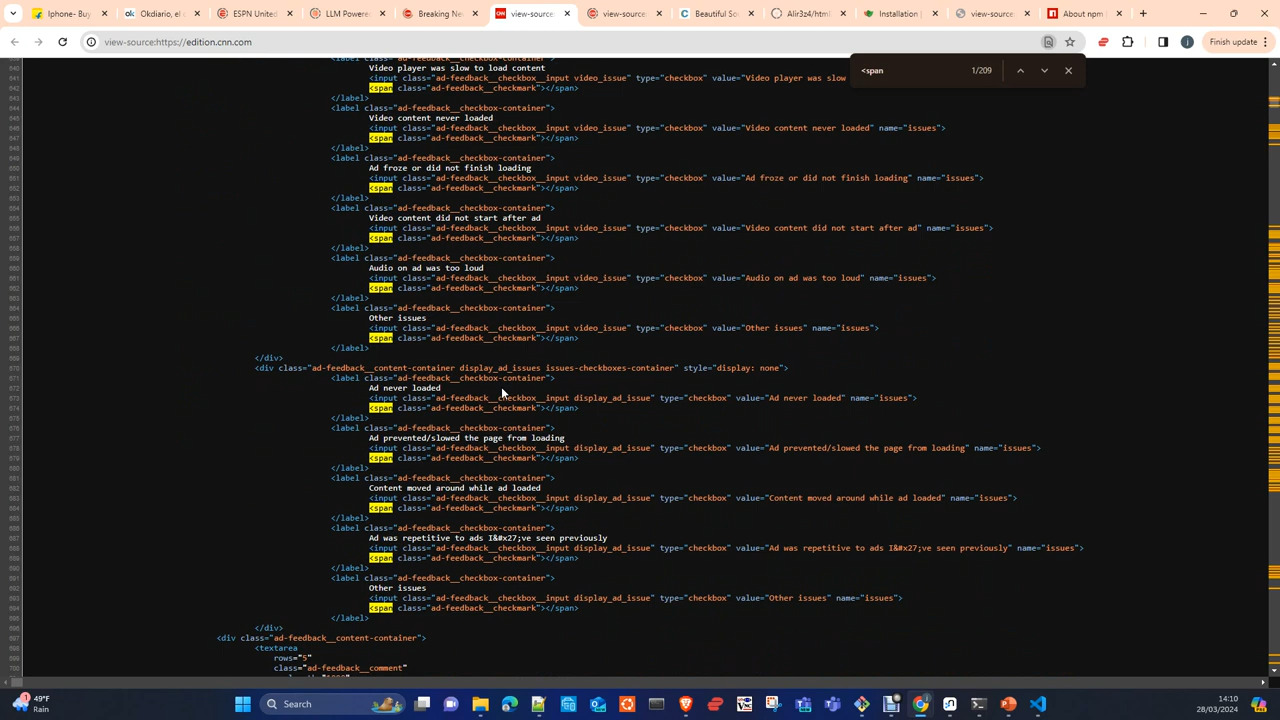 Iphone- Buy
Okdiario, el
ESPN United
LLM Powere
Breaking Ne
view-source
view-source
Beautiful So
Alir3z4/html
Installation
view-source
About npm
view-source:https://edition.cnn.com
Finish update
<span
1/209
<label class="ad-feedback__checkbox-container">
Video player was slow to load content
<input class="ad-feedback__checkbox__input video_issue" type="checkbox" value="Video player was slow
<span class="ad-feedback__checkmark"></span>
</label>
<label class="ad-feedback__checkbox-container">
Video content never loaded
<input class="ad-feedback__checkbox__input video_issue" type="checkbox" value="Video content never loaded" name="issues">
<span class="ad-feedback__checkmark"></span>
</label>
<label class="ad-feedback__checkbox-container">
Ad froze or did not finish loading
<input class="ad-feedback__checkbox__input video_issue" type="checkbox" value="Ad froze or did not finish loading" name="issues">
<span class="ad-feedback__checkmark"></span>
</label>
<label class="ad-feedback__checkbox-container">
Video content did not start after ad
<input class="ad-feedback__checkbox__input video_issue" type="checkbox" value="Video content did not start after ad" name="issues">
<span class="ad-feedback__checkmark"></span>
</label>
<label class="ad-feedback__checkbox-container">
Audio on ad was too loud
<input class="ad-feedback__checkbox__input video_issue" type="checkbox" value="Audio on ad was too loud" name="issues">
<span class="ad-feedback__checkmark"></span>
</label>
<label class="ad-feedback__checkbox-container">
Other issues
<input class="ad-feedback__checkbox__input video_issue" type="checkbox" value="Other issues" name="issues">
<span class="ad-feedback__checkmark"></span>
</label>
</div>
<div class="ad-feedback__content-container display_ad_issues issues-checkboxes-container" style="display: none">
<label class="ad-feedback__checkbox-container">
Ad never loaded
<input class="ad-feedback__checkbox__input display_ad_issue" type="checkbox" value="Ad never loaded" name="issues">
<span class="ad-feedback__checkmark"></span>
</label>
<label class="ad-feedback__checkbox-container">
Ad prevented/slowed the page from loading
<input class="ad-feedback__checkbox__input display_ad_issue" type="checkbox" value="Ad prevented/slowed the page from loading" name="issues">
<span class="ad-feedback__checkmark"></span>
</label>
<label class="ad-feedback__checkbox-container">
Content moved around while ad loaded
<input class="ad-feedback__checkbox__input display_ad_issue" type="checkbox" value="Content moved around while ad loaded" name="issues">
<span class="ad-feedback__checkmark"></span>
</label>
<label class="ad-feedback__checkbox-container">
Ad was repetitive to ads I&#x27;ve seen previously
<input class="ad-feedback__checkbox__input display_ad_issue" type="checkbox" value="Ad was repetitive to ads I&#x27;ve seen previously" name="issues">
<span class="ad-feedback__checkmark"></span>
</label>
<label class="ad-feedback__checkbox-container">
Other issues
<input class="ad-feedback__checkbox__input display_ad_issue" type="checkbox" value="Other issues" name="issues">
<span class="ad-feedback__checkmark"></span>
</label>
</div>
<div class="ad-feedback__content-container">
<textarea
rows="5"
class="ad-feedback__comment"
49°F
Rain
Search
14:10
28/03/2024